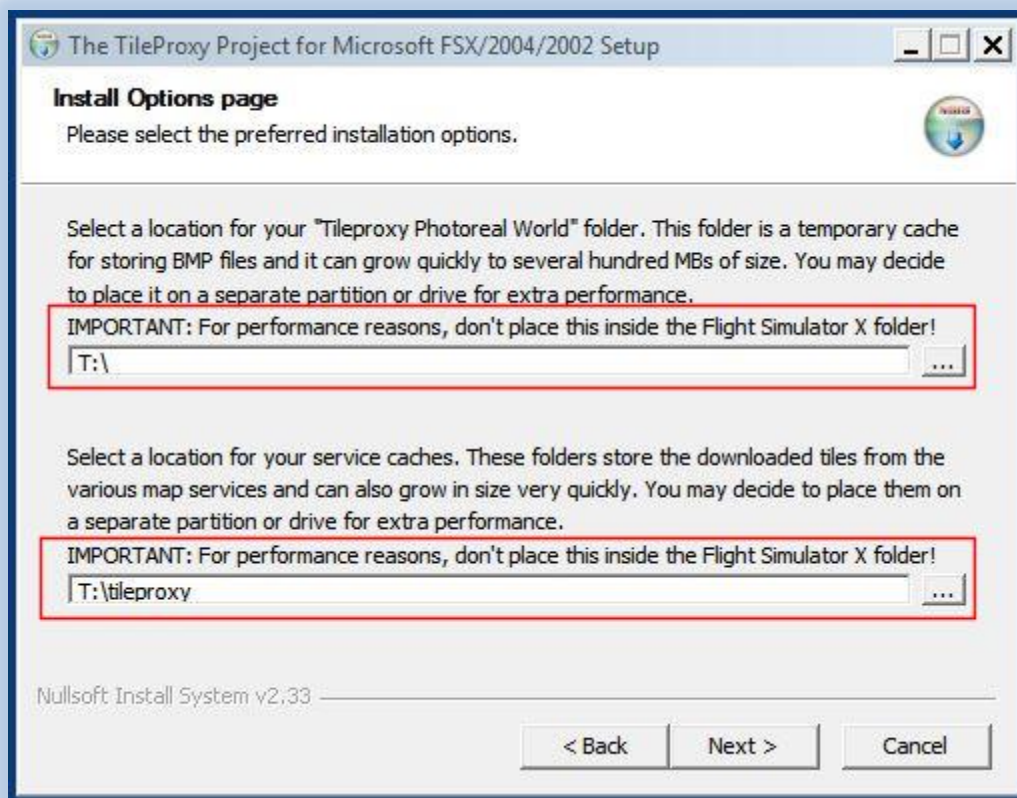 The TileProxy Project for Microsoft FSX/2004/2002 Setup
Install Options page
Please select the preferred installation options.
Select a location for your "Tileproxy Photoreal World" folder. This folder is a temporary cache
for storing BMP files and it can grow quickly to several hundred MBs of size. You may decide
to place it on a separate partition or drive for extra performance.
IMPORTANT: For performance reasons, don't place this inside the Flight Simulator X folder!
T:\
...
Select a location for your service caches. These folders store the downloaded tiles from the
various map services and can also grow in size very quickly. You may decide to place them on
a separate partition or drive for extra performance.
IMPORTANT: For performance reasons, don't place this inside the Flight Simulator X folder!
T:\tileproxy
...
Nullsoft Install System v2.33
< Back Next > Cancel